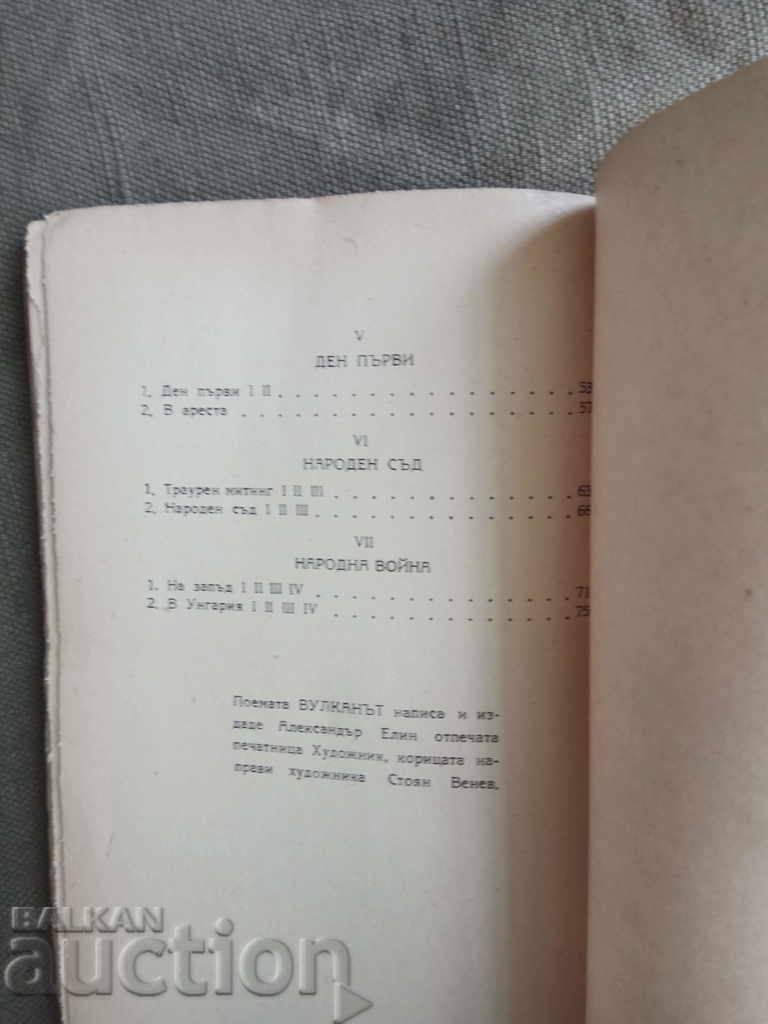 V
ДЕН ПЪРВИ
1. Ден първи I II . . . . . . . . . . . . . . . . 53
2. В ареста . . . . . . . . . . . . . . . . . . 57
VI
НАРОДЕН СЪД
1. Траурен митинг I II III . . . . . . . . . . . . 63
2. Народен съд I II III . . . . . . . . . . . . . 66
VII
НАРОДНА ВОЙНА
1. На запъд I II III IV . . . . . . . . . . . . . 71
2. В Унгария I II III IV . . . . . . . . . . . . 75
Поемата ВУЛКАНЪТ написа и из-
даде Александър Елин отпечата
печатница Художник, корицата на-
прави художника Стоян Венев.
BALKAN
auction